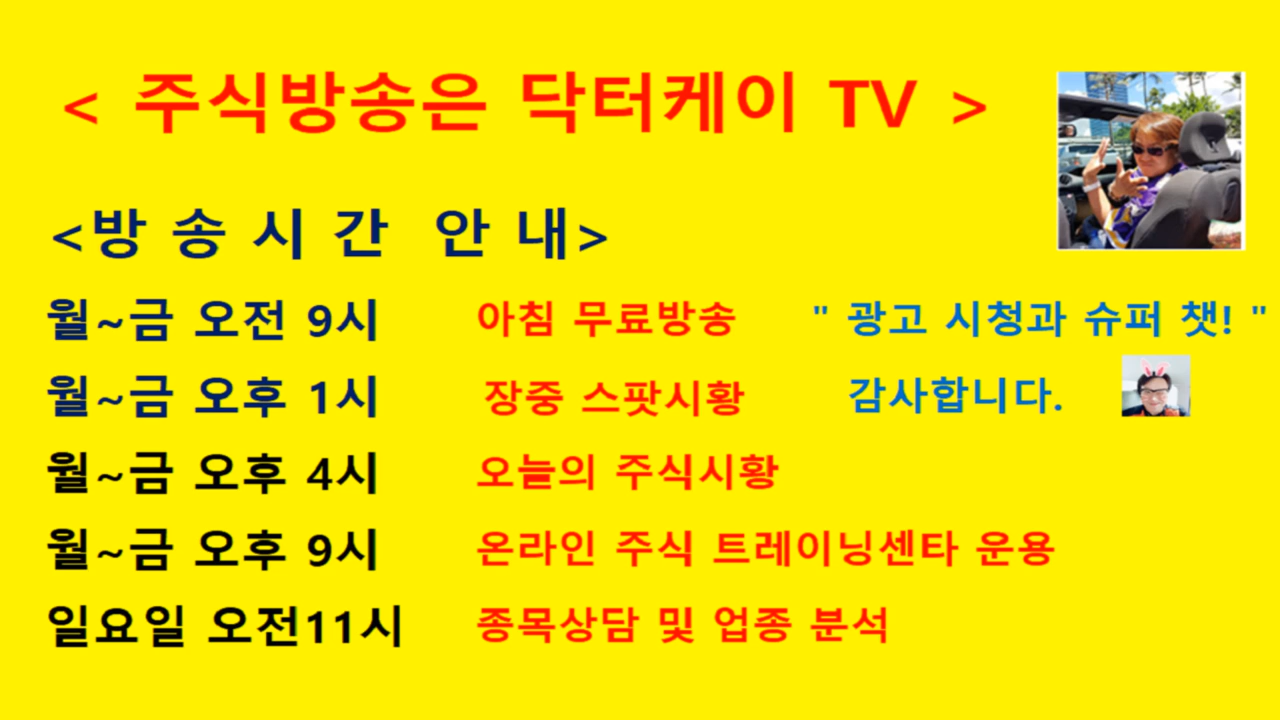 < 주식방송은 닥터케이 TV >
<방 송 시 간 안 내>
월~금 오전 9시 아침 무료방송 " 광고 시청과 슈퍼 챗! "
월~금 오후 1시 장중 스팟시황 감사합니다.
월~금 오후 4시 오늘의 주식시황
월~금 오후 9시 온라인 주식 트레이닝센타 운용
일요일 오전11시 종목상담 및 업종 분석